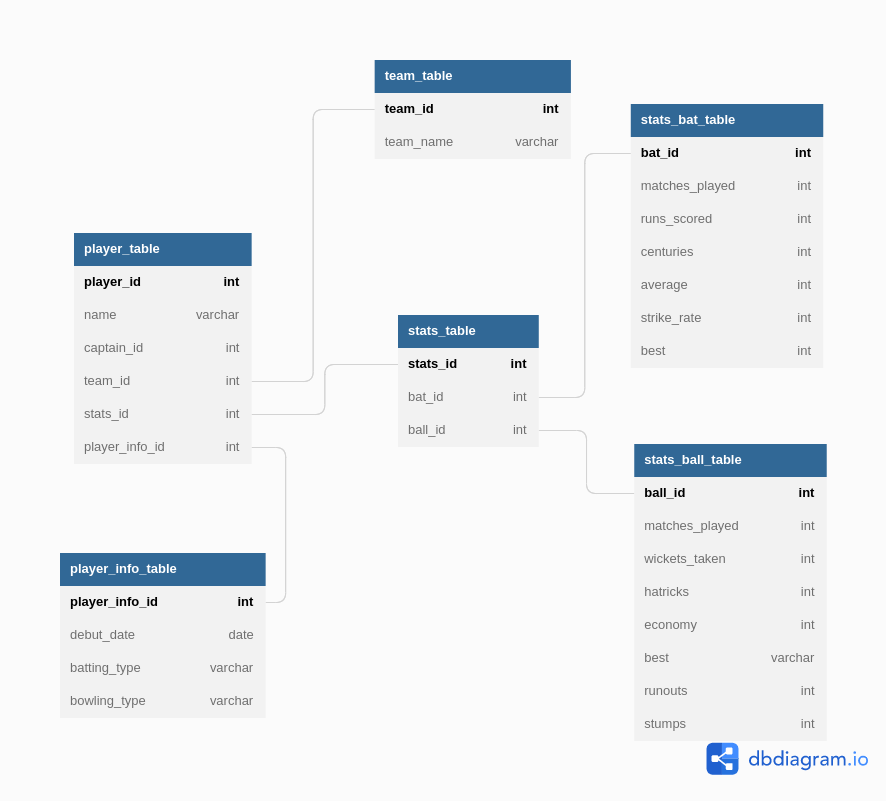 team_table
team_id int
team_name varchar
stats_bat_table
bat_id int
matches_played int
runs_scored int
centuries int
average int
strike_rate int
best int
player_table
player_id int
name varchar
captain_id int
team_id int
stats_id int
player_info_id int
stats_table
stats_id int
bat_id int
ball_id int
stats_ball_table
ball_id int
matches_played int
wickets_taken int
hatricks int
economy int
best varchar
runouts int
stumps int
player_info_table
player_info_id int
debut_date date
batting_type varchar
bowling_type varchar
dbdiagram.io